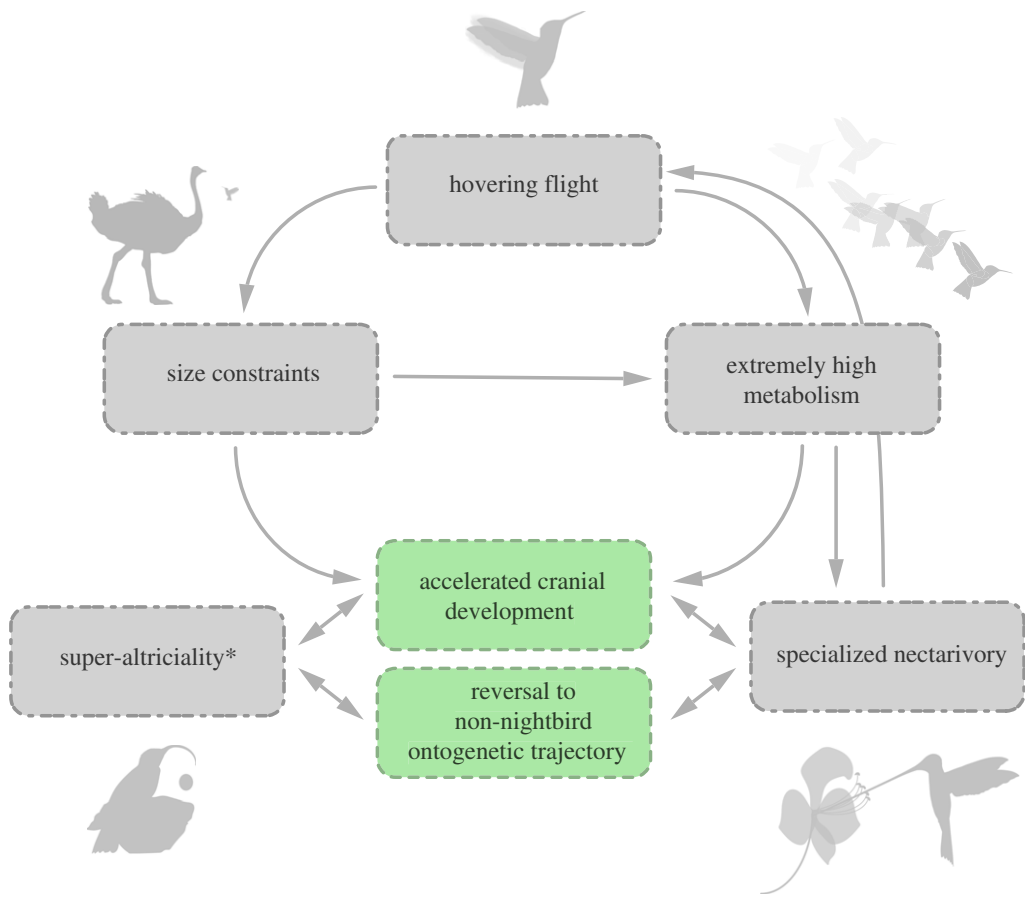 hovering flight
size constraints
extremely high
metabolism
accelerated cranial
development
super-altriciality*
specialized nectarivory
reversal to
non-nightbird
ontogenetic trajectory